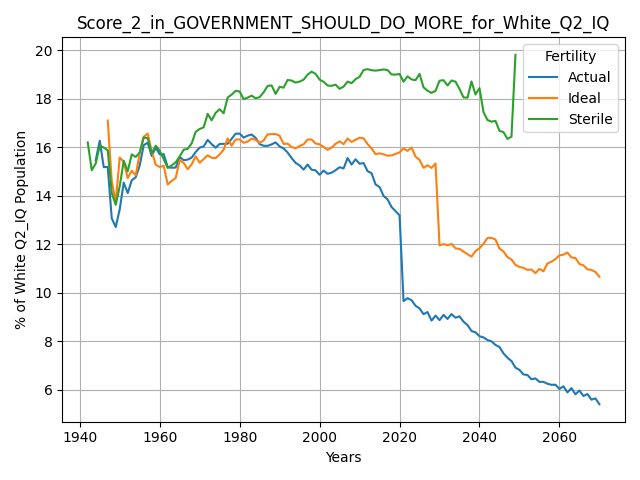 Score_2_in_GOVERNMENT_SHOULD_DO_MORE_for_White_Q2_IQ
% of White Q2_IQ Population
20
18
16
14
12
10
8
6
Fertility
Actual
Ideal
Sterile
1940 1960 1980 2000 2020 2040 2060
Years